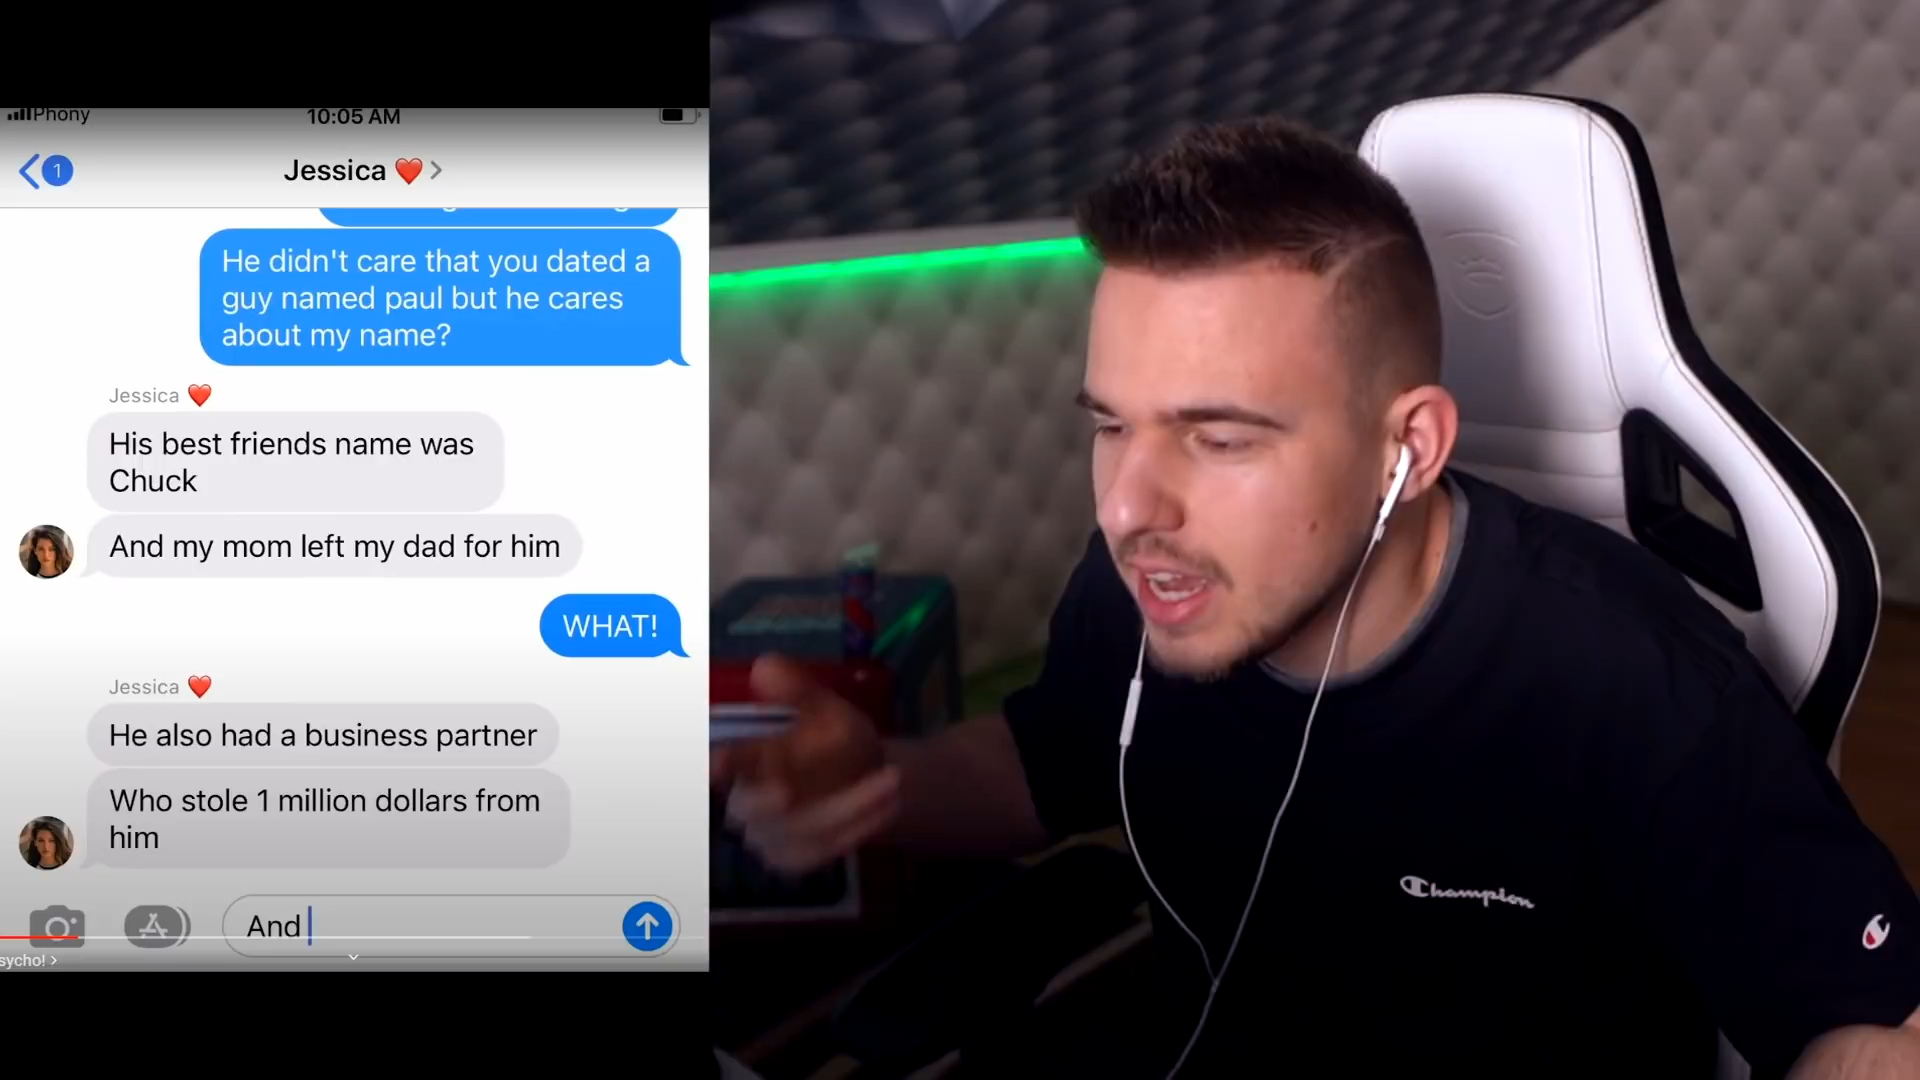 Phony
10:05 AM
1
Jessica ❤️ >
He didn't care that you dated a
guy named paul but he cares
about my name?
Jessica ❤️
His best friends name was
Chuck
And my mom left my dad for him
WHAT!
Jessica ❤️
He also had a business partner
Who stole 1 million dollars from
him
And
sycho! >
Champion